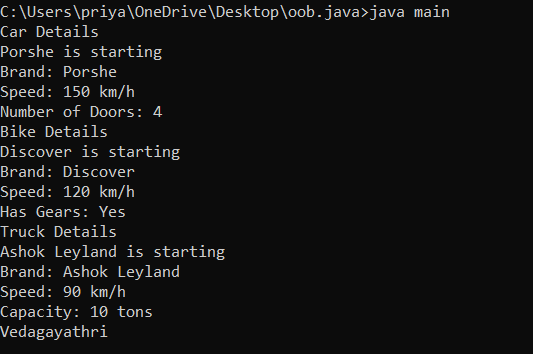 C:\Users\priya\OneDrive\Desktop\oob.java>java main
Car Details
Porshe is starting
Brand: Porshe
Speed: 150 km/h
Number of Doors: 4
Bike Details
Discover is starting
Brand: Discover
Speed: 120 km/h
Has Gears: Yes
Truck Details
Ashok Leyland is starting
Brand: Ashok Leyland
Speed: 90 km/h
Capacity: 10 tons
Vedagayathri